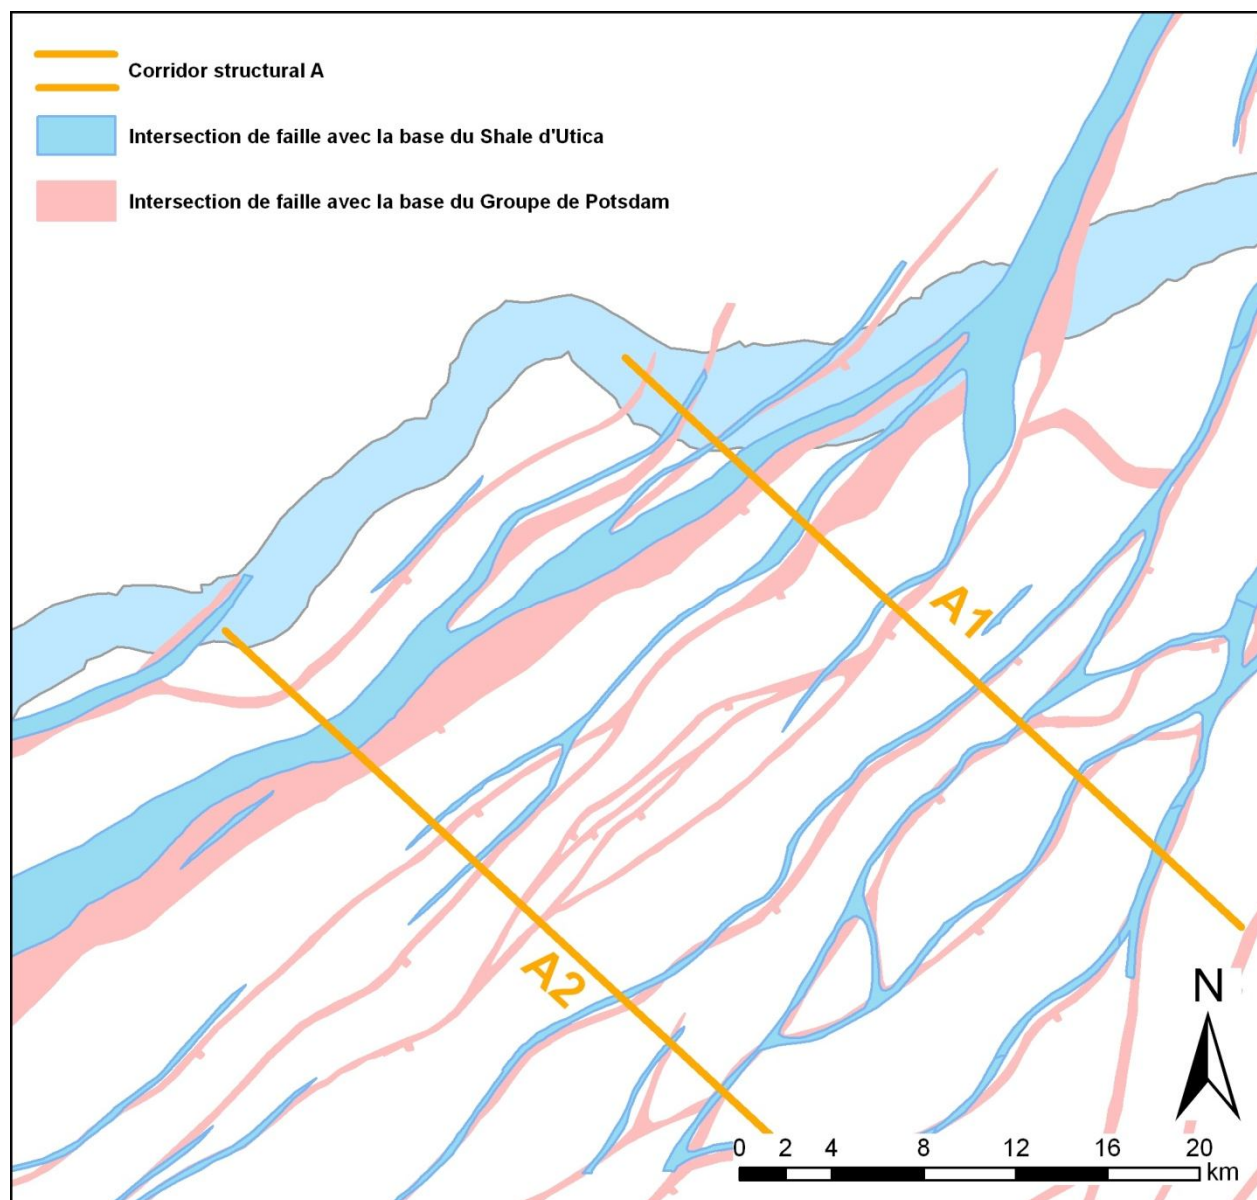 Corridor structural A
Intersection de faille avec la base du Shale d'Utica
Intersection de faille avec la base du Groupe de Potsdam
A1
A2
N
0 2 4 8 12 16 20
km